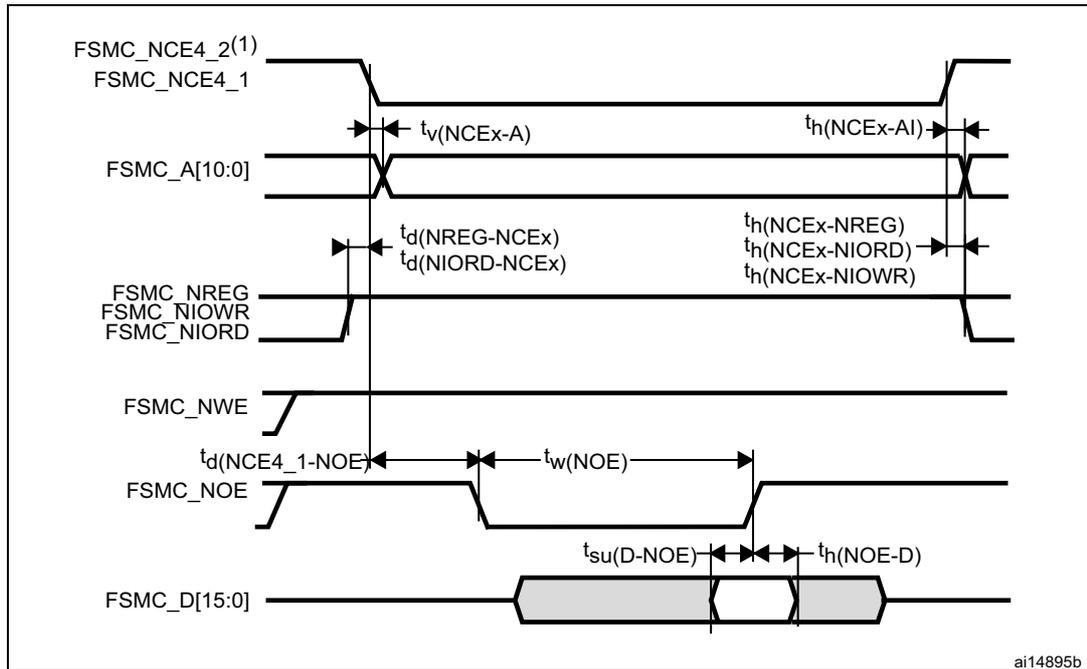 FSMC_NCE4_2(1)
FSMC_NCE4_1
tv(NCEx-A)
th(NCEx-AI)
FSMC_A[10:0]
td(NREG-NCEx)
td(NIORD-NCEx)
th(NCEx-NREG)
th(NCEx-NIORD)
th(NCEx-NIOWR)
FSMC_NREG
FSMC_NIOWR
FSMC_NIORD
FSMC_NWE
td(NCE4_1-NOE)
tw(NOE)
FSMC_NOE
tsu(D-NOE)
th(NOE-D)
FSMC_D[15:0]
ai14895b